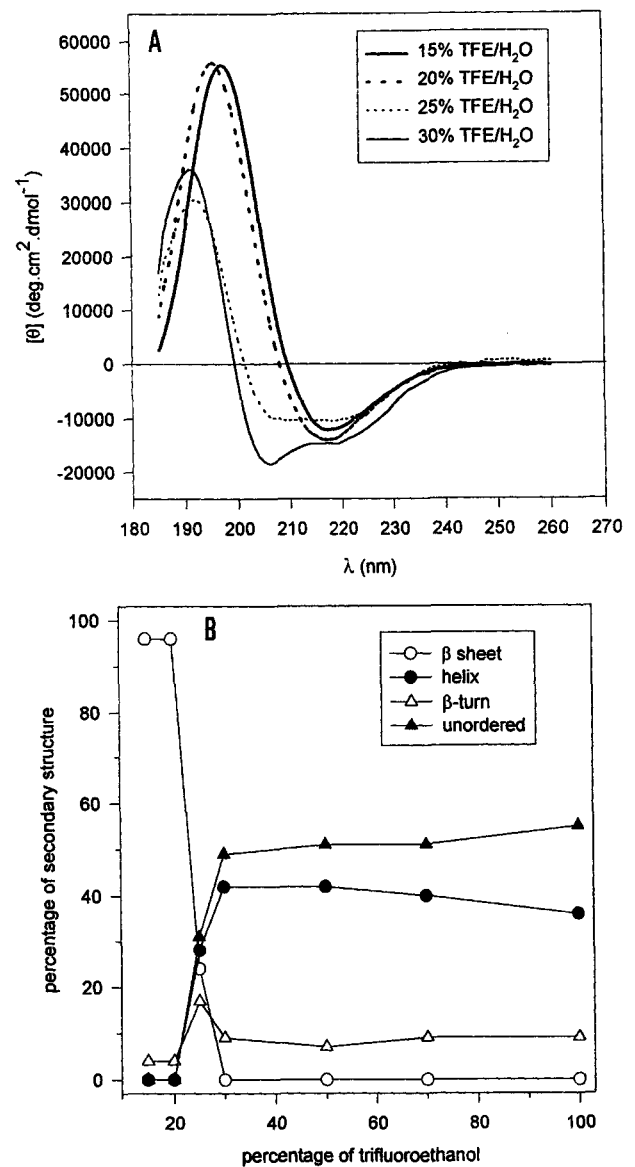 A
15% TFE/H₂O
20% TFE/H₂O
25% TFE/H₂O
30% TFE/H₂O
60000
50000
40000
30000
20000
10000
0
-10000
-20000
[θ] (deg.cm².dmol⁻¹)
180 190 200 210 220 230 240 250 260 270
λ (nm)
B
β sheet
helix
β-turn
unordered
100
80
60
40
20
0
percentage of secondary structure
20 40 60 80 100
percentage of trifluoroethanol